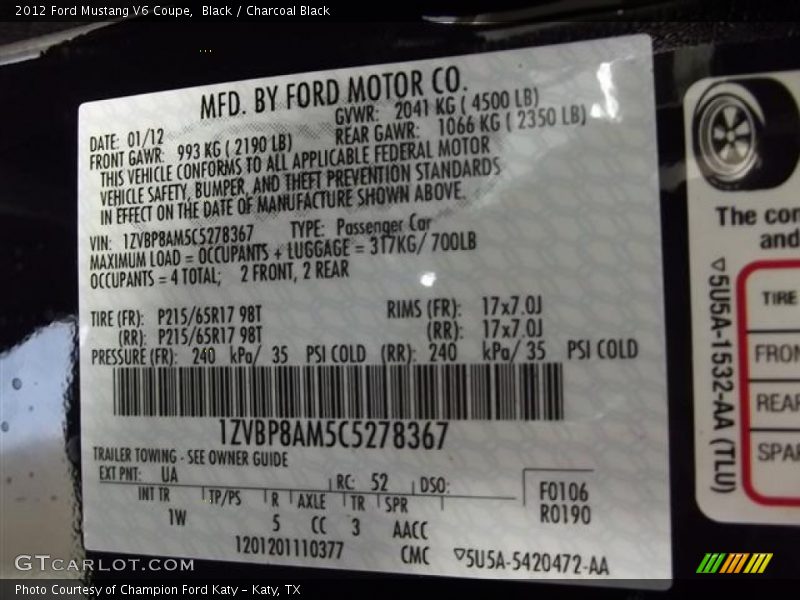 2012 Ford Mustang V6 Coupe,  Black / Charcoal Black
MFD. BY FORD MOTOR CO.
DATE: 01/12
GVWR: 2041 KG ( 4500 LB)
FRONT GAWR: 993 KG ( 2190 LB)
REAR GAWR: 1066 KG ( 2350 LB)
THIS VEHICLE CONFORMS TO ALL APPLICABLE FEDERAL MOTOR
VEHICLE SAFETY, BUMPER, AND THEFT PREVENTION STANDARDS
IN EFFECT ON THE DATE OF MANUFACTURE SHOWN ABOVE.
VIN: 1ZVBP8AM5C5278367 TYPE: Passenger Car
MAXIMUM LOAD = OCCUPANTS + LUGGAGE = 317KG/ 700LB
OCCUPANTS = 4 TOTAL; 2 FRONT, 2 REAR
TIRE (FR): P215/65R17 98T RIMS (FR): 17x7.0J
(RR): P215/65R17 98T (RR): 17x7.0J
PRESSURE (FR): 240 kPa/ 35 PSI COLD (RR): 240 kPa/ 35 PSI COLD
1ZVBP8AM5C5278367
TRAILER TOWING - SEE OWNER GUIDE
EXT PNT: UA RC: 52 DSO:
INT TR TP/PS R AXLE TR SPR
F0106
R0190
1W 5 CC 3 AACC
1201201110377 CMC ▽5U5A-5420472-AA
The con
and
▽5U5A-1532-AA (TLU)
TIRE
FRON
REAR
SPAR
GTCARLOT.COM
Photo Courtesy of Champion Ford Katy – Katy, TX